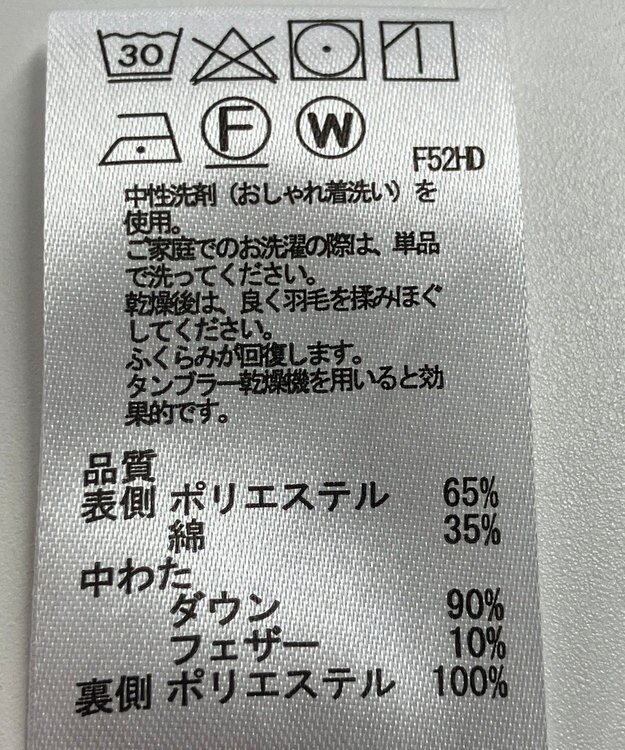 30
F W
F52HD
中性洗剤（おしゃれ着洗い）を
使用。
ご家庭でのお洗濯の際は、単品
で洗ってください。
乾燥後は、良く羽毛を揉みほぐ
してください。
ふくらみが回復します。
タンブラー乾燥機を用いると効
果的です。
品質
表側 ポリエステル 65%
綿 35%
中わた
ダウン 90%
フェザー 10%
裏側 ポリエステル 100%